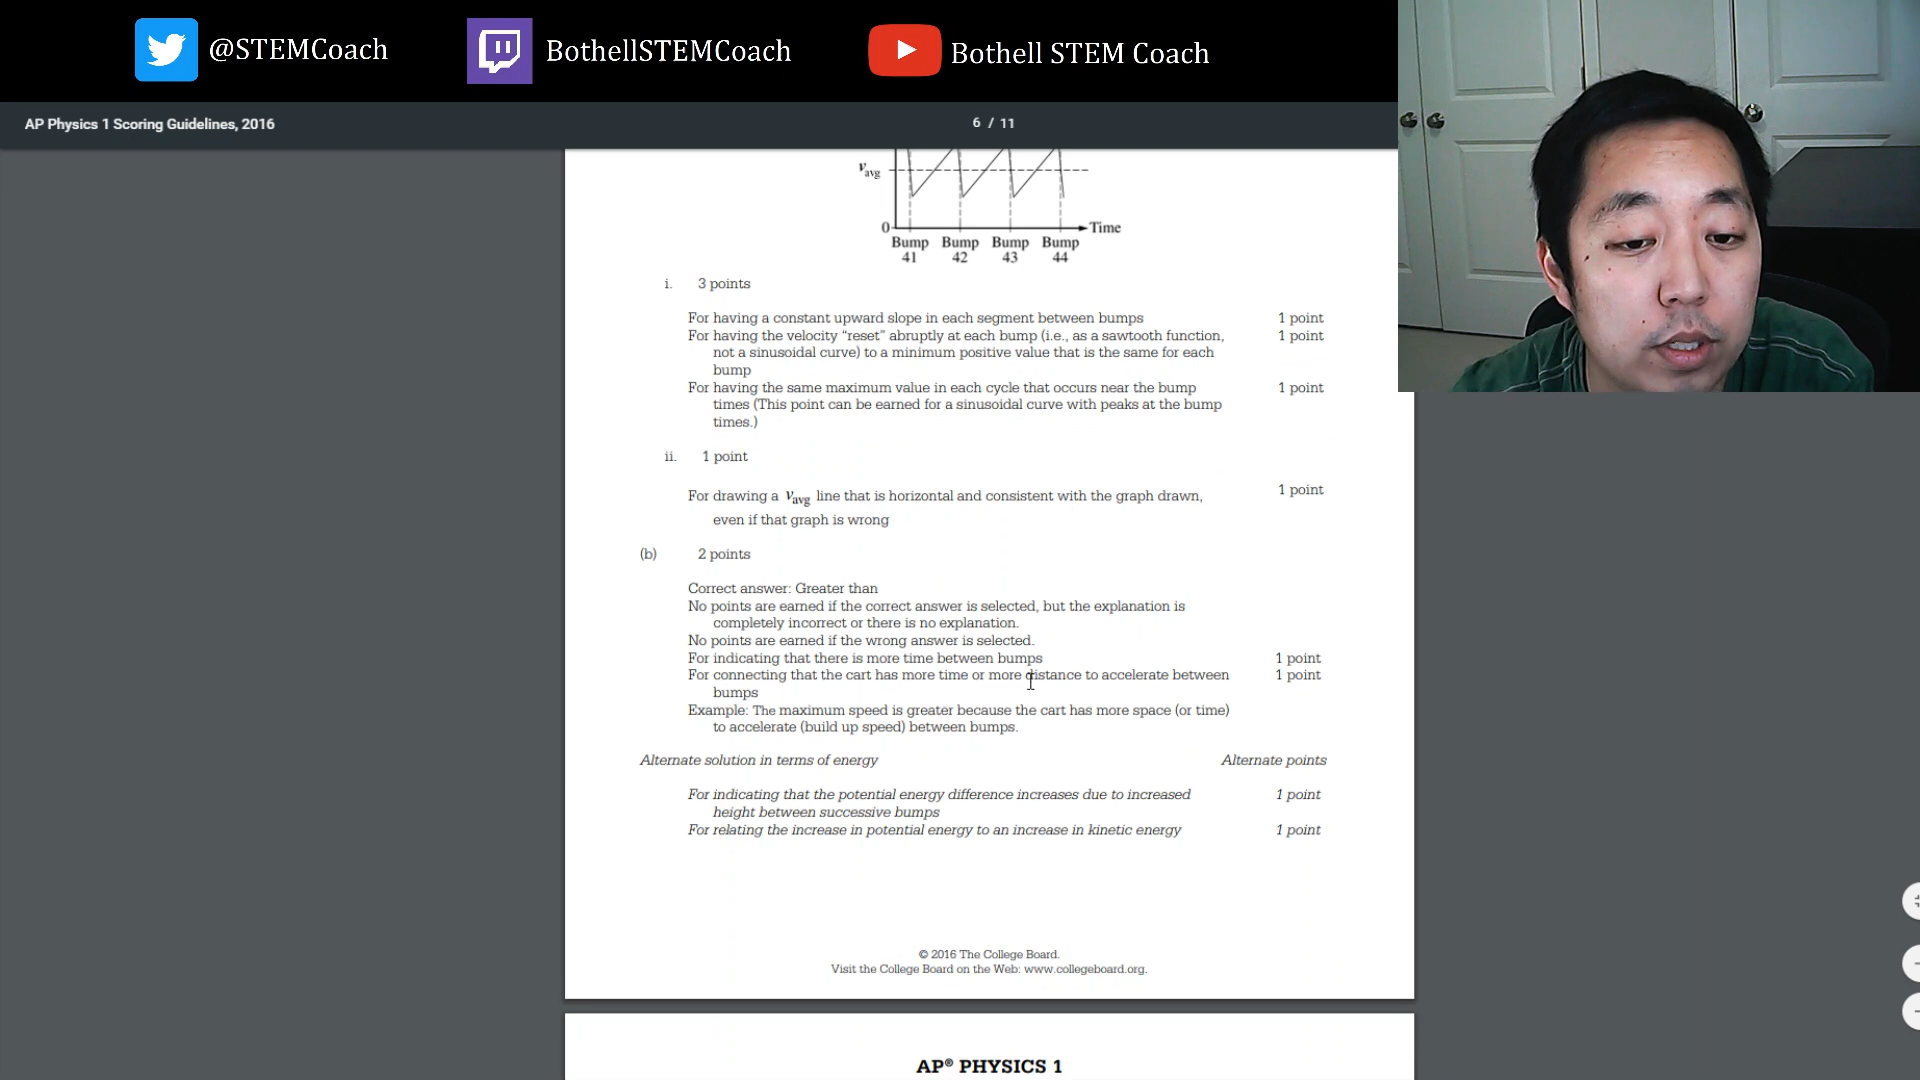 @STEMCoach
BothellSTEMCoach
Bothell STEM Coach
AP Physics 1 Scoring Guidelines, 2016
6 / 11
vavg
0
Time
Bump Bump Bump Bump
41 42 43 44
i. 3 points
For having a constant upward slope in each segment between bumps 1 point
For having the velocity “reset” abruptly at each bump (i.e., as a sawtooth function, 1 point
not a sinusoidal curve) to a minimum positive value that is the same for each
bump
For having the same maximum value in each cycle that occurs near the bump 1 point
times (This point can be earned for a sinusoidal curve with peaks at the bump
times.)
ii. 1 point
For drawing a vavg line that is horizontal and consistent with the graph drawn, 1 point
even if that graph is wrong
(b) 2 points
Correct answer: Greater than
No points are earned if the correct answer is selected, but the explanation is
completely incorrect or there is no explanation.
No points are earned if the wrong answer is selected.
For indicating that there is more time between bumps 1 point
For connecting that the cart has more time or more distance to accelerate between 1 point
bumps
Example: The maximum speed is greater because the cart has more space (or time)
to accelerate (build up speed) between bumps.
Alternate solution in terms of energy Alternate points
For indicating that the potential energy difference increases due to increased 1 point
height between successive bumps
For relating the increase in potential energy to an increase in kinetic energy 1 point
© 2016 The College Board.
Visit the College Board on the Web: www.collegeboard.org.
AP® PHYSICS 1